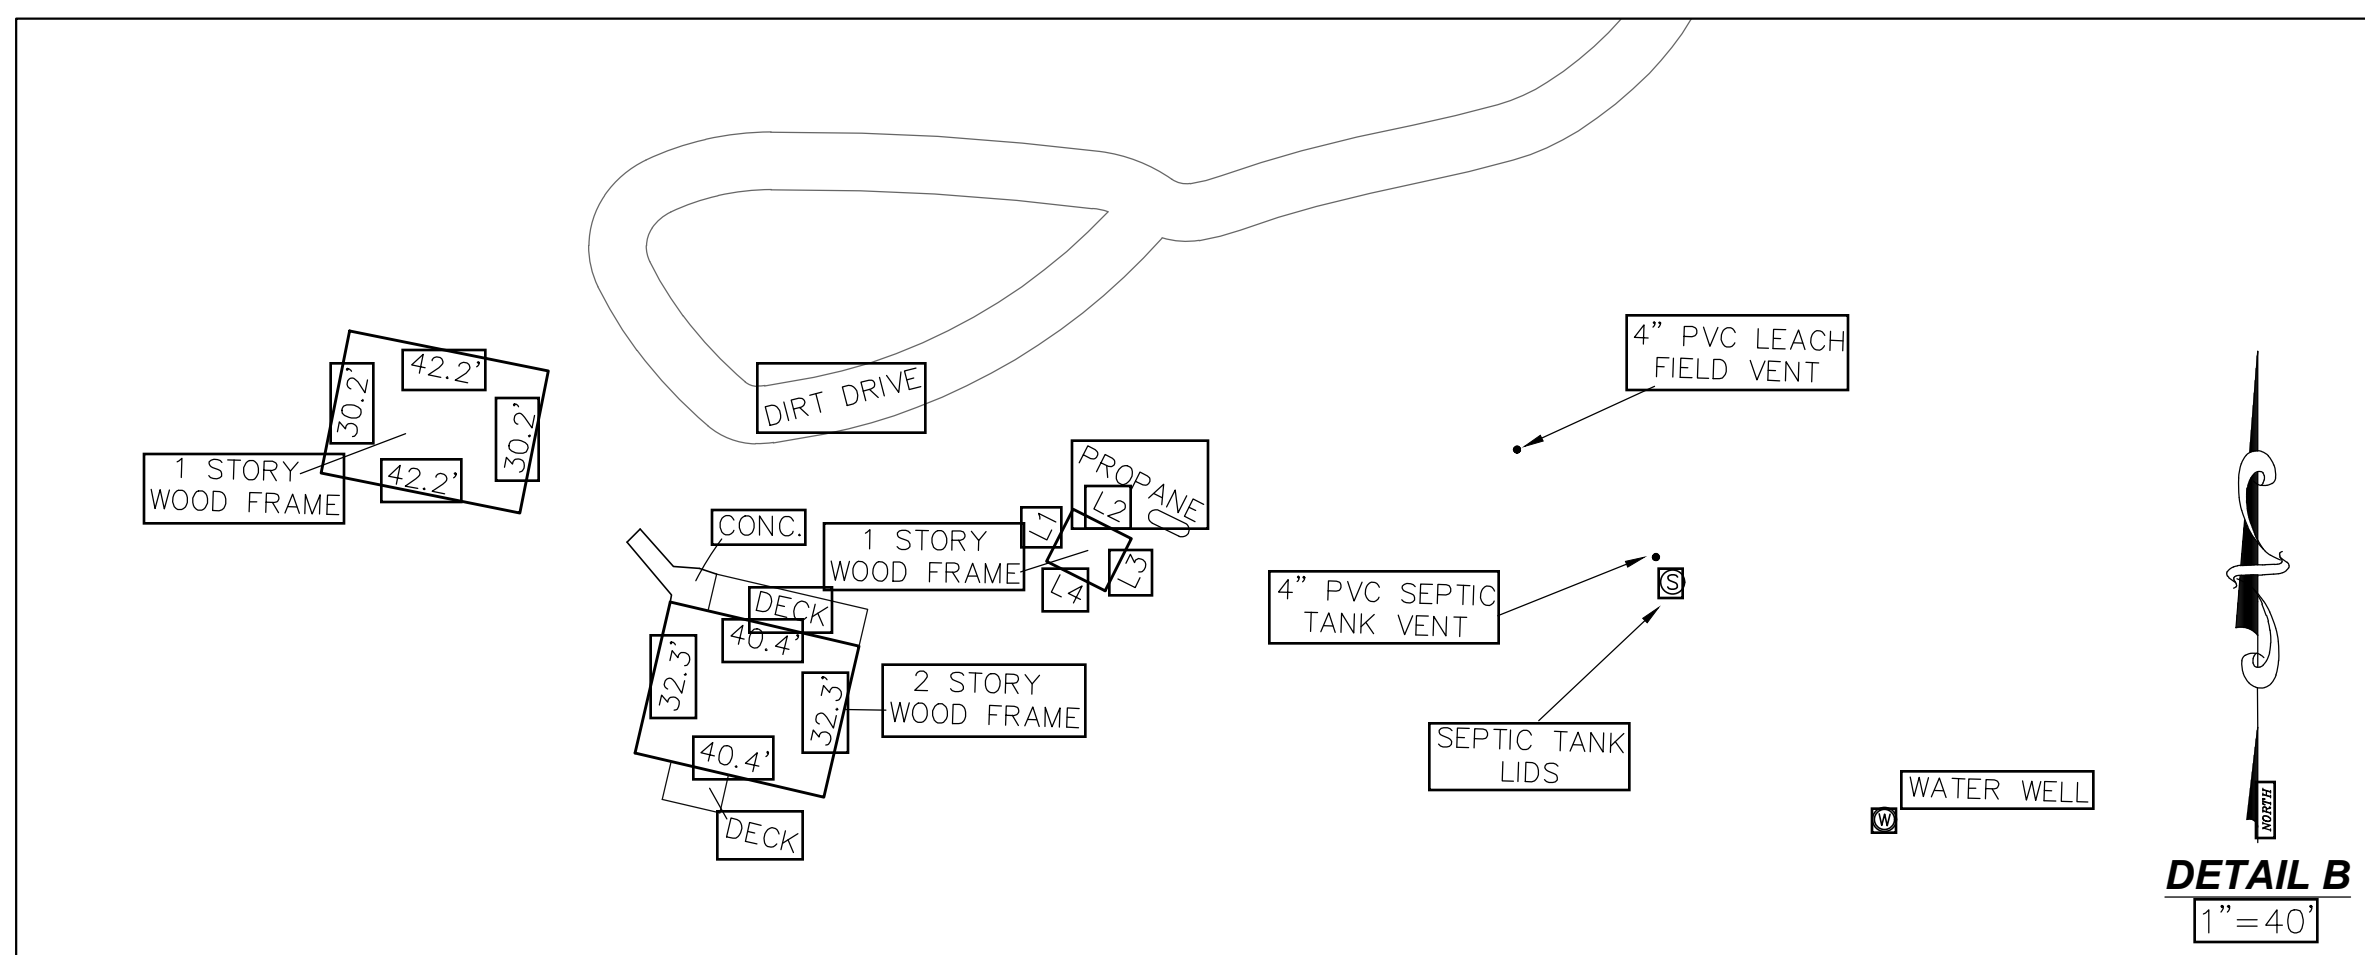 4” PVC LEACH
FIELD VENT
42.2’
30.2’
30.2’
42.2’
1 STORY
WOOD FRAME
DIRT DRIVE
PROPANE
CONC.
1 STORY
WOOD FRAME
L1
L2
L3
L4
DECK
40.4’
32.3’
32.3’
40.4’
2 STORY
WOOD FRAME
DECK
4” PVC SEPTIC
TANK VENT
S
SEPTIC TANK
LIDS
WATER WELL
W
NORTH
DETAIL B
1”=40’